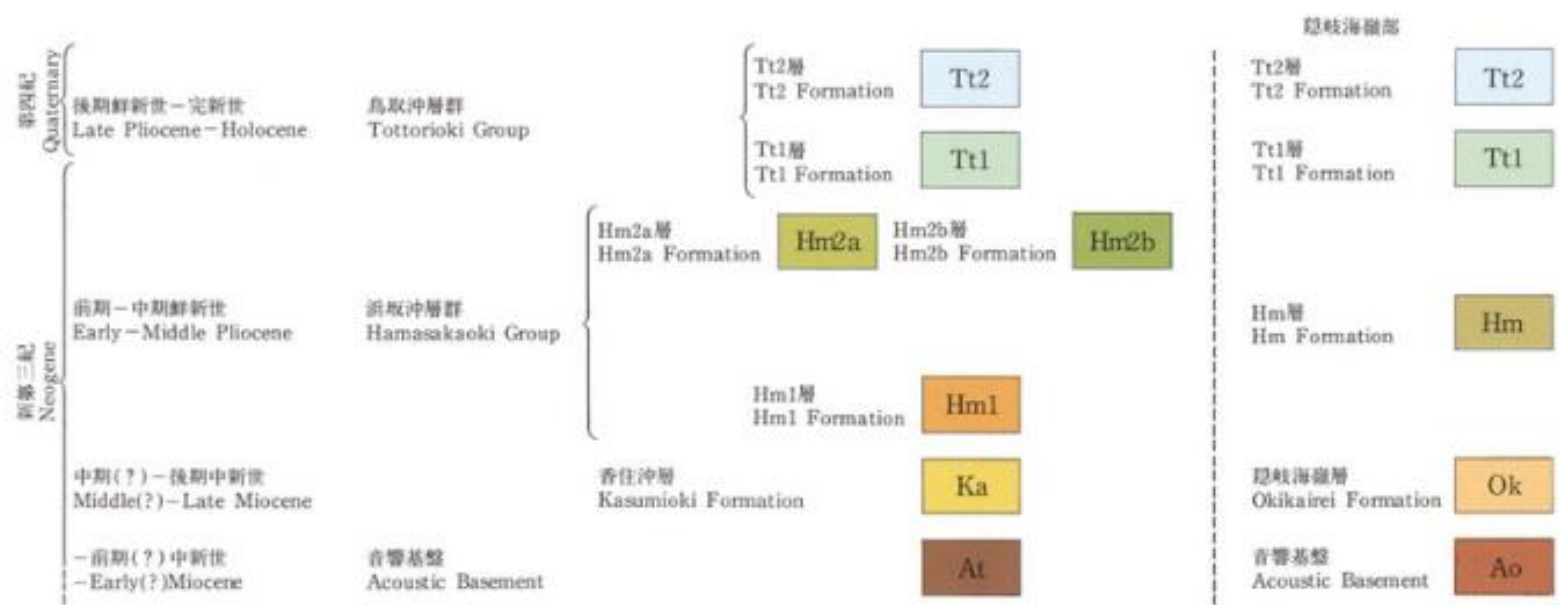 隠岐海嶺部
第四紀
Quaternary
後期鮮新世－完新世
Late Pliocene－Holocene
鳥取沖層群
Tottorioki Group
Tt2層
Tt2 Formation
Tt2
Tt2層
Tt2 Formation
Tt2
Tt1層
Tt1 Formation
Tt1
Tt1層
Tt1 Formation
Tt1
新第三紀
Neogene
Hm2a層
Hm2a Formation
Hm2a
Hm2b層
Hm2b Formation
Hm2b
前期－中期鮮新世
Early－Middle Pliocene
浜坂沖層群
Hamasakaoki Group
Hm層
Hm Formation
Hm
Hm1層
Hm1 Formation
Hm1
中期(？)－後期中新世
Middle(?)－Late Miocene
香住沖層
Kasumioki Formation
Ka
隠岐海嶺層
Okikairei Formation
Ok
－前期(？)中新世
－Early(?)Miocene
音響基盤
Acoustic Basement
At
音響基盤
Acoustic Basement
Ao